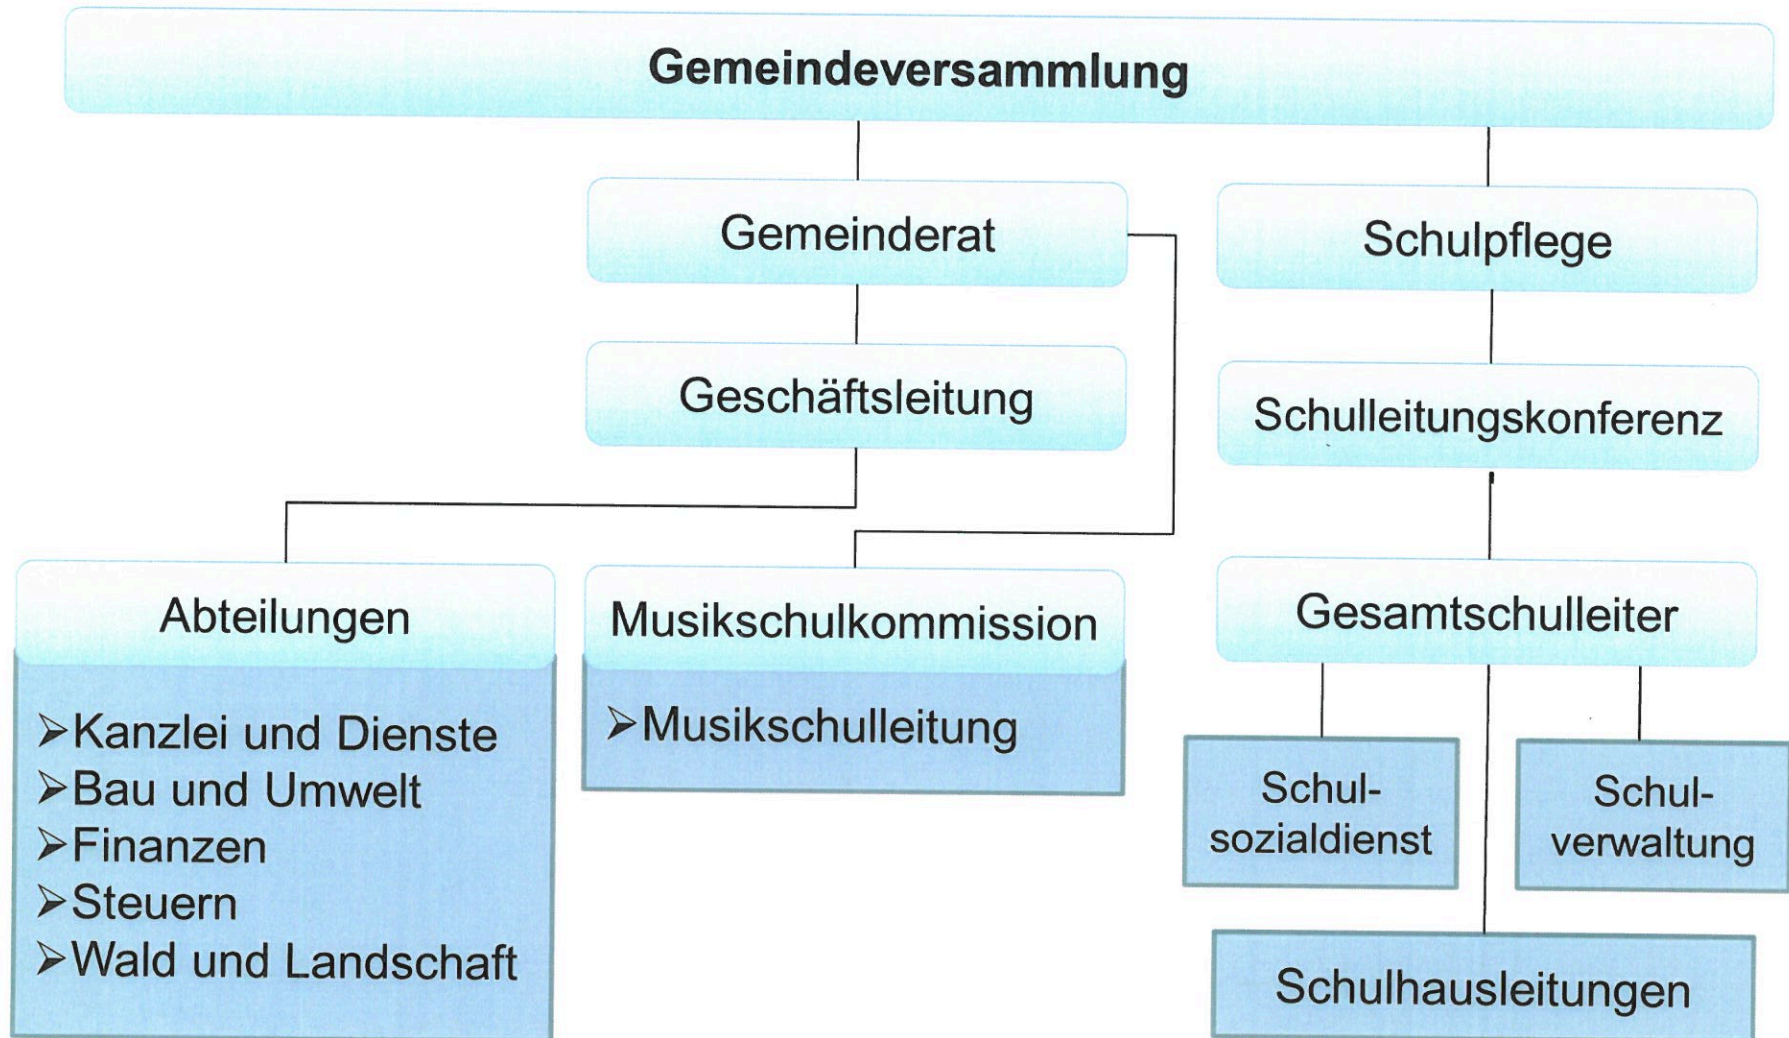 Gemeindeversammlung
Gemeinderat
Schulpflege
Geschäftsleitung
Schulleitungskonferenz
Abteilungen
➢Kanzlei und Dienste
➢Bau und Umwelt
➢Finanzen
➢Steuern
➢Wald und Landschaft
Musikschulkommission
➢Musikschulleitung
Gesamtschulleiter
Schul-
sozialdienst
Schul-
verwaltung
Schulhausleitungen